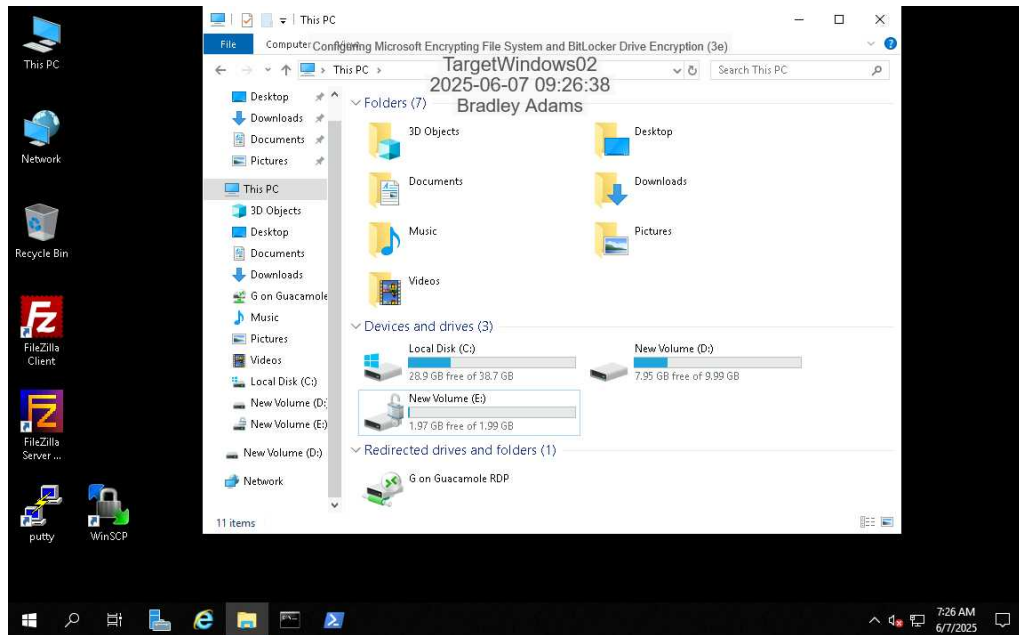 This PC
Network
Recycle Bin
FileZilla
Client
FileZilla
Server ...
putty
WinSCP
This PC
File
Computer
Configuring Microsoft Encrypting File System and BitLocker Drive Encryption (3e)
TargetWindows02
2025-06-07 09:26:38
Bradley Adams
This PC
Search This PC
Desktop
Downloads
Documents
Pictures
This PC
3D Objects
Desktop
Documents
Downloads
G on Guacamole
Music
Pictures
Videos
Local Disk (C:)
New Volume (D:
New Volume (E:)
New Volume (D:)
Network
Folders (7)
3D Objects
Desktop
Documents
Downloads
Music
Pictures
Videos
Devices and drives (3)
Local Disk (C:)
28.9 GB free of 38.7 GB
New Volume (D:)
7.95 GB free of 9.99 GB
New Volume (E:)
1.97 GB free of 1.99 GB
Redirected drives and folders (1)
G on Guacamole RDP
11 items
7:26 AM
6/7/2025